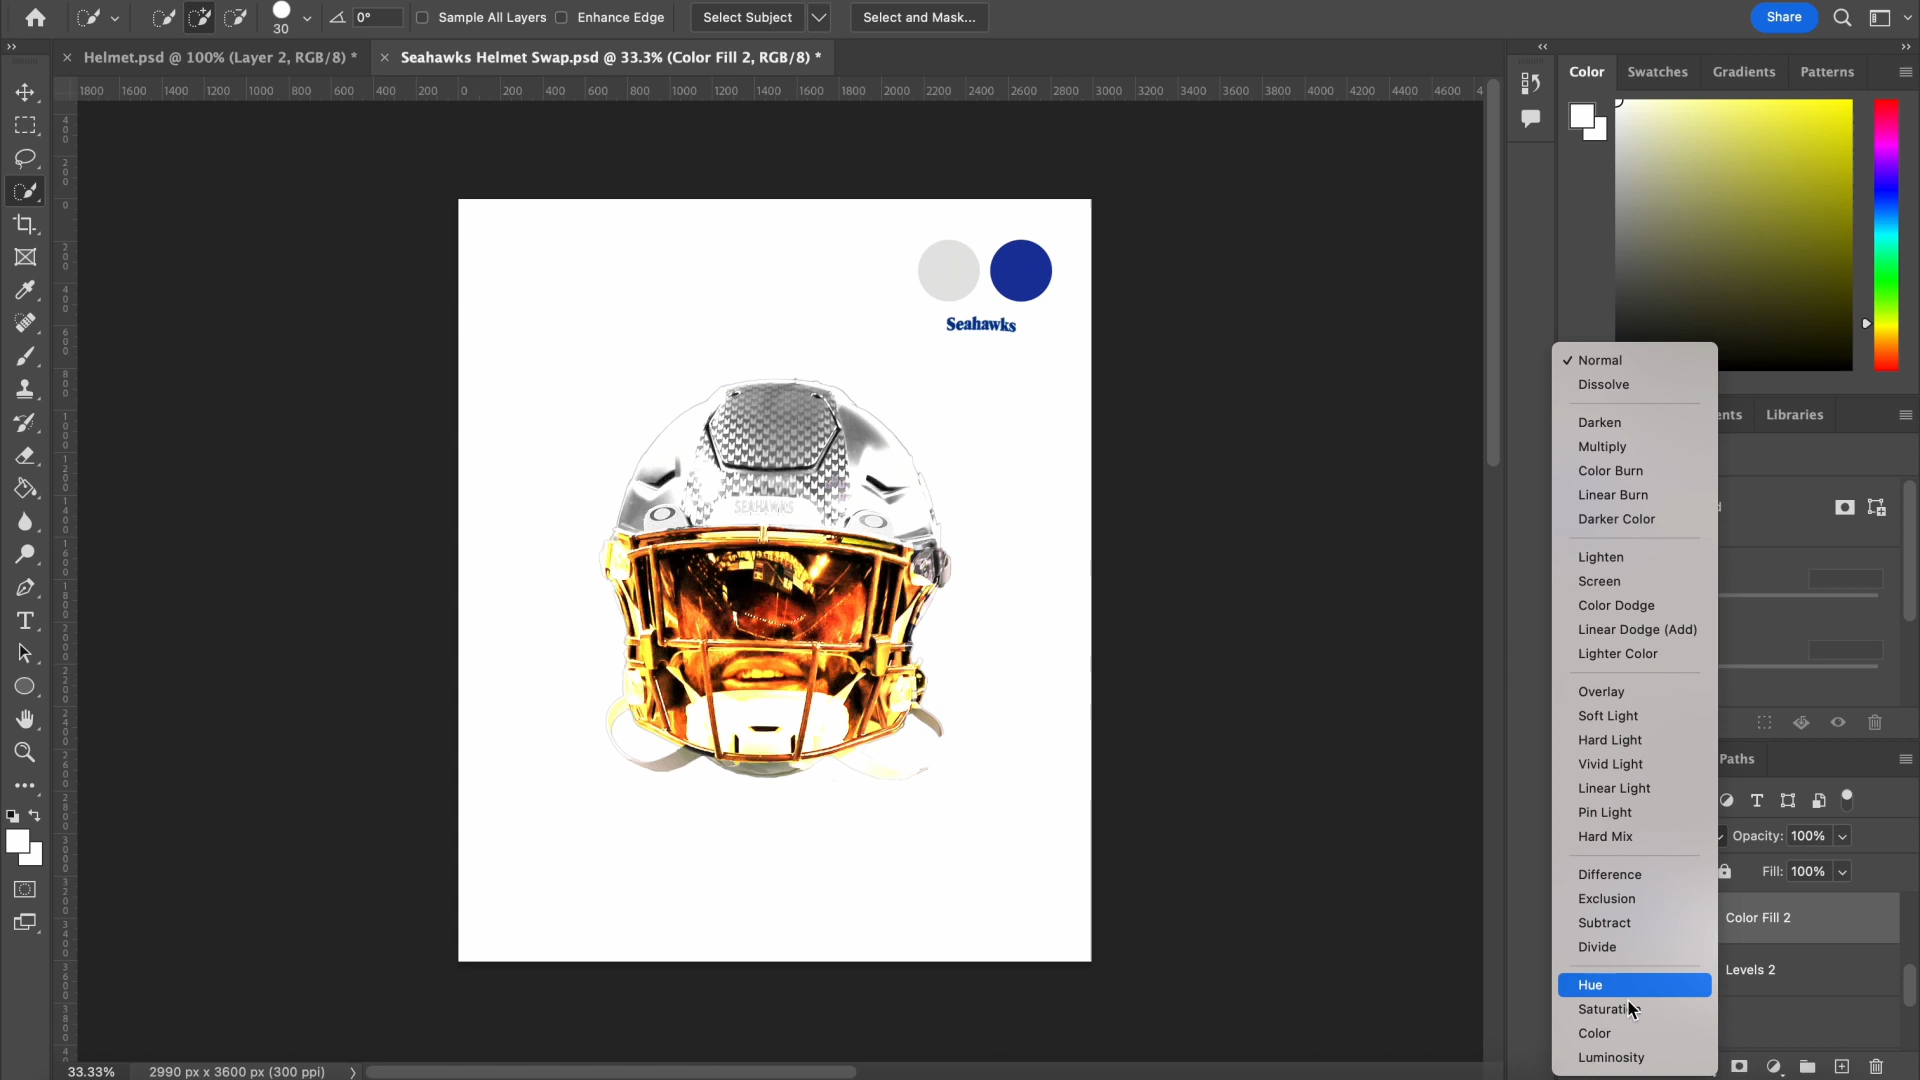 30
0°
Sample All Layers
Enhance Edge
Select Subject
Select and Mask...
Share
Helmet.psd @ 100% (Layer 2, RGB/8) *
Seahawks Helmet Swap.psd @ 33.3% (Color Fill 2, RGB/8) *
Color
Swatches
Gradients
Patterns
1800 1600 1400 1200 1000 800 600 400 200 0 200 400 600 800 1000 1200 1400 1600 1800 2000 2200 2400 2600 2800 3000 3200 3400 3600 3800 4000 4200 4400 4600 4
Seahawks
SEAHAWKS
Normal
Dissolve
Darken
Multiply
Color Burn
Linear Burn
Darker Color
Lighten
Screen
Color Dodge
Linear Dodge (Add)
Lighter Color
Overlay
Soft Light
Hard Light
Vivid Light
Linear Light
Pin Light
Hard Mix
Difference
Exclusion
Subtract
Divide
Hue
Color
Luminosity
Libraries
Paths
Opacity: 100%
Fill: 100%
Color Fill 2
Levels 2
33.33%
2990 px x 3600 px (300 ppi)